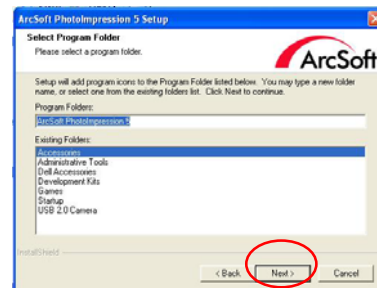 ArcSoft PhotoImpression 5 Setup
Select Program Folder
Please select a program folder.
ArcSoft
Setup will add program icons to the Program Folder listed below. You may type a new folder
name, or select one from the existing folders list. Click Next to continue.
Program Folders:
ArcSoft PhotoImpression 5
Existing Folders:
Accessories
Administrative Tools
Dell Accessories
Development Kits
Games
Startup
USB 2.0 Camera
InstallShield
< Back
Next >
Cancel